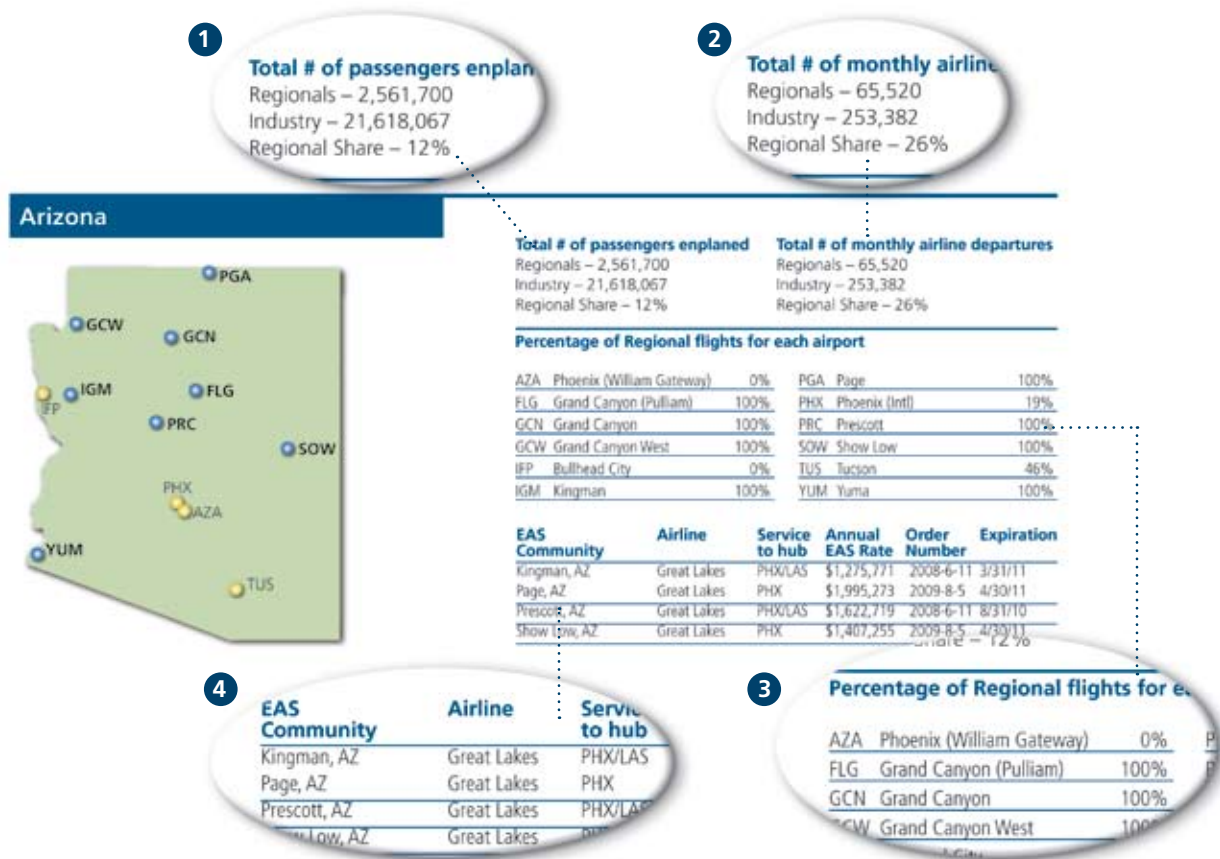 1
Total # of passengers enplan
Regionals – 2,561,700
Industry – 21,618,067
Regional Share – 12%
2
Total # of monthly airline
Regionals – 65,520
Industry – 253,382
Regional Share – 26%
Arizona
PGA
GCW
GCN
IGM
IFP
FLG
PRC
SOW
PHX
AZA
YUM
TUS
Total # of passengers enplaned
Regionals – 2,561,700
Industry – 21,618,067
Regional Share – 12%
Total # of monthly airline departures
Regionals – 65,520
Industry – 253,382
Regional Share – 26%
Percentage of Regional flights for each airport
AZA Phoenix (William Gateway) 0% PGA Page 100%
FLG Grand Canyon (Pulliam) 100% PHX Phoenix (Intl) 19%
GCN Grand Canyon 100% PRC Prescott 100%
GCW Grand Canyon West 100% SOW Show Low 100%
IFP Bullhead City 0% TUS Tucson 46%
IGM Kingman 100% YUM Yuma 100%
EAS Community Airline Service to hub Annual EAS Rate Order Number Expiration
Kingman, AZ Great Lakes PHX/LAS $1,275,771 2008-6-11 3/31/11
Page, AZ Great Lakes PHX $1,995,273 2009-8-5 4/30/11
Prescott, AZ Great Lakes PHX/LAS $1,622,719 2008-6-11 8/31/10
Show Low, AZ Great Lakes PHX $1,407,255 2009-8-5 4/30/11
4
EAS Community Airline Service to hub
Kingman, AZ Great Lakes PHX/LAS
Page, AZ Great Lakes PHX
Prescott, AZ Great Lakes PHX/LAS
Low, AZ Great Lakes
3
– 12%
Percentage of Regional flights for
AZA Phoenix (William Gateway) 0% P
FLG Grand Canyon (Pulliam) 100% P
GCN Grand Canyon 100%
GCW Grand Canyon West 100